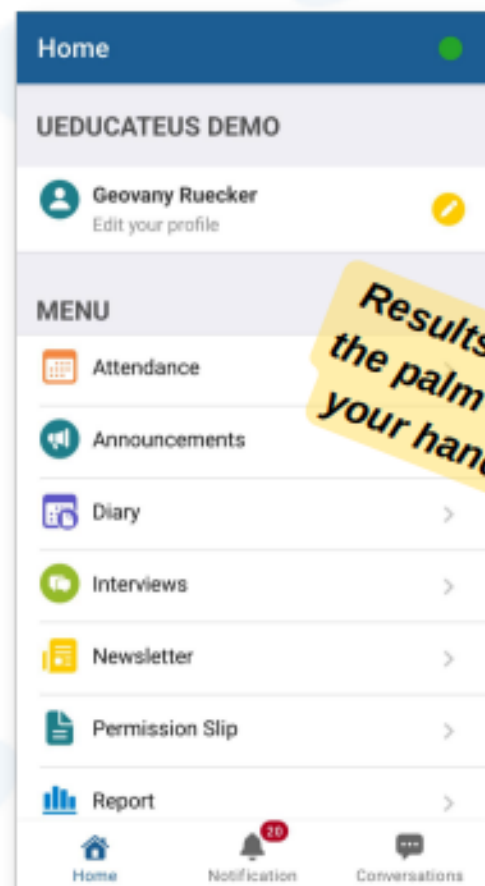 Home
UEDUCATEUS DEMO
Geovany Ruecker
Edit your profile
MENU
Results
the palm
your hand
Attendance
Announcements
Diary
Interviews
Newsletter
Permission Slip
Report
20
Home
Notification
Conversations